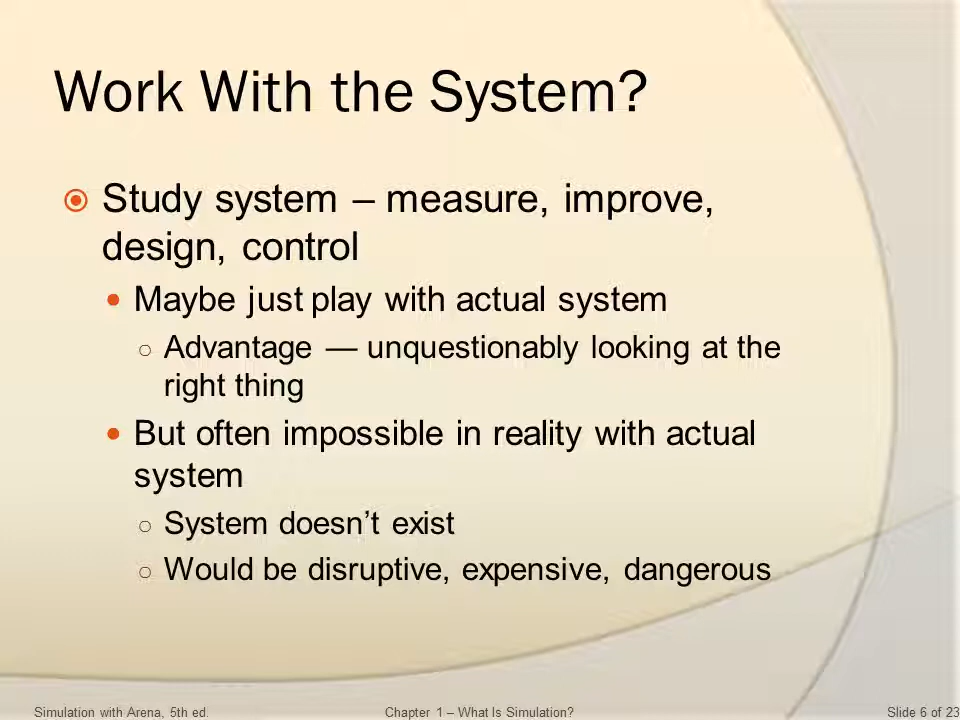 Work With the System?
Study system – measure, improve,
design, control
Maybe just play with actual system
Advantage — unquestionably looking at the
right thing
But often impossible in reality with actual
system
System doesn’t exist
Would be disruptive, expensive, dangerous
Simulation with Arena, 5th ed.
Chapter 1 – What Is Simulation?
Slide 6 of 23